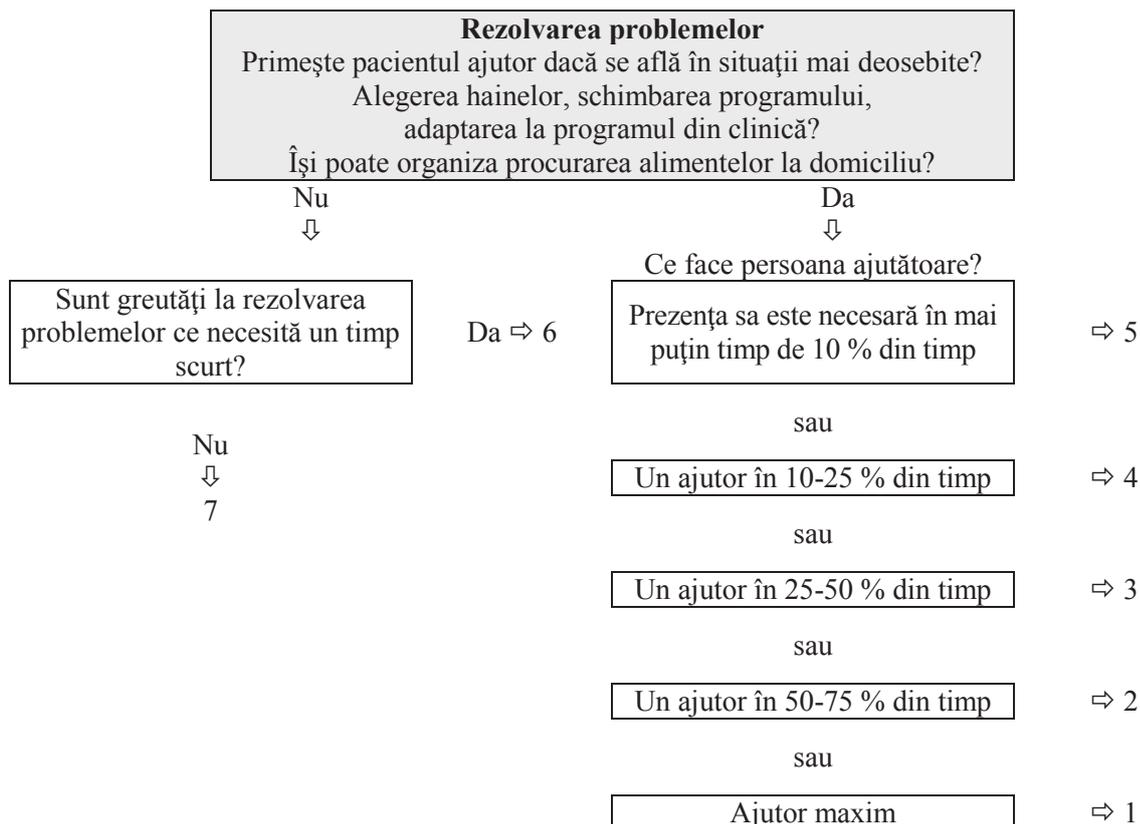 Rezolvarea problemelor
Primeşte pacientul ajutor dacă se află în situaţii mai deosebite?
Alegerea hainelor, schimbarea programului,
adaptarea la programul din clinică?
Îşi poate organiza procurarea alimentelor la domiciliu?
Nu
⇩
Da
⇩
Sunt greutăţi la rezolvarea
problemelor ce necesită un timp
scurt?
Da ⇨ 6
Nu
⇩
7
Ce face persoana ajutătoare?
Prezenţa sa este necesară în mai
puţin timp de 10 % din timp
⇨ 5
sau
Un ajutor în 10-25 % din timp
⇨ 4
sau
Un ajutor în 25-50 % din timp
⇨ 3
sau
Un ajutor în 50-75 % din timp
⇨ 2
sau
Ajutor maxim
⇨ 1